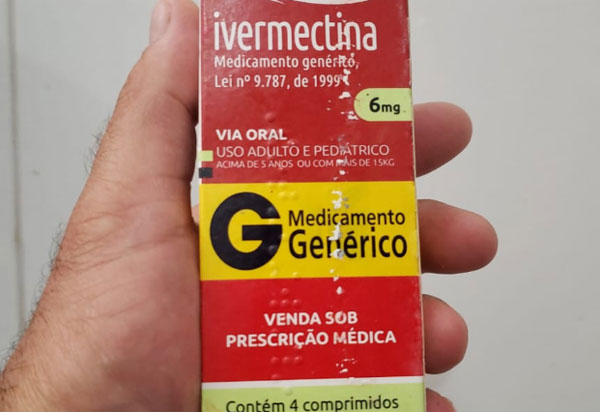 ivermectina
Medicamento genérico,
Lei nº 9.787, de 1999
6mg
VIA ORAL
USO ADULTO E PEDIÁTRICO
ACIMA DE 5 ANOS OU COM MAIS DE 15KG
G Medicamento
Genérico
VENDA SOB
PRESCRIÇÃO MÉDICA
Contém 4 comprimidos